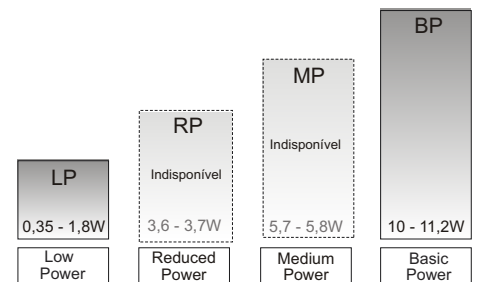 BP
MP
RP
LP
Indisponível
Indisponível
0,35 - 1,8W
3,6 - 3,7W
5,7 - 5,8W
10 - 11,2W
Low
Power
Reduced
Power
Medium
Power
Basic
Power